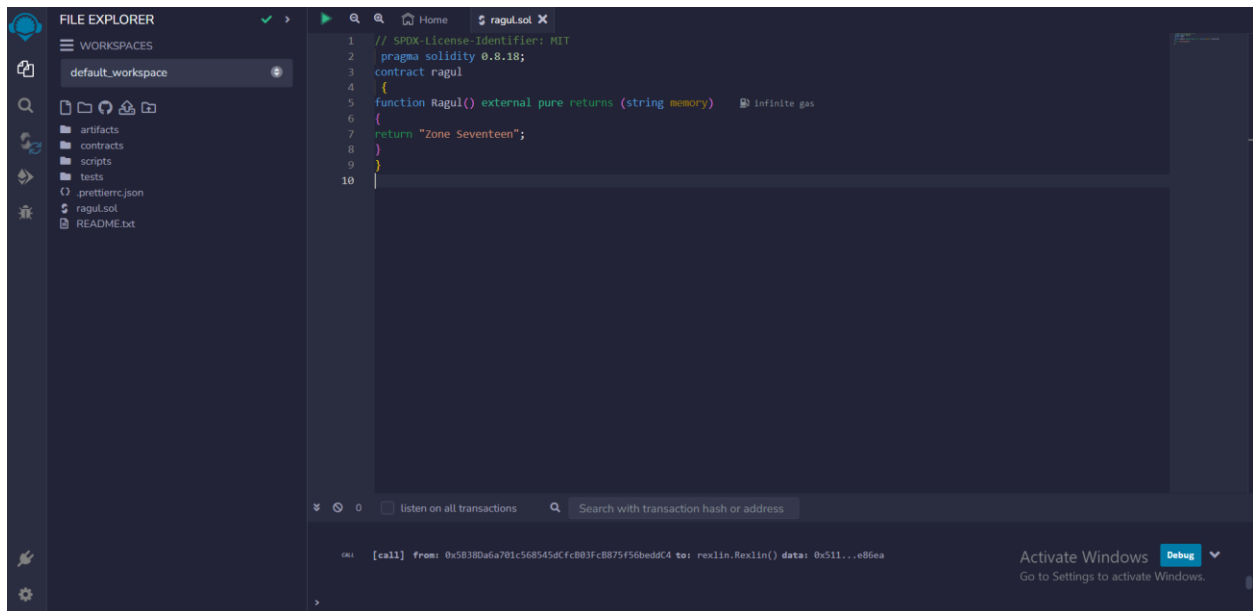 FILE EXPLORER
WORKSPACES
default_workspace
artifacts
contracts
scripts
tests
.prettierrc.json
ragul.sol
README.txt
Home
ragul.sol
1 // SPDX-License-Identifier: MIT
2 pragma solidity 0.8.18;
3 contract ragul
4 {
5 function Ragul() external pure returns (string memory) infinite gas
6 {
7 return "Zone Seventeen";
8 }
9 }
10
0 listen on all transactions Search with transaction hash or address
CALL [call] from: 0x5B38Da6a701c568545dCfcB03FcB875f56beddC4 to: rexlin.Rexlin() data: 0x511...e86ea
Debug
Activate Windows
Go to Settings to activate Windows.
>